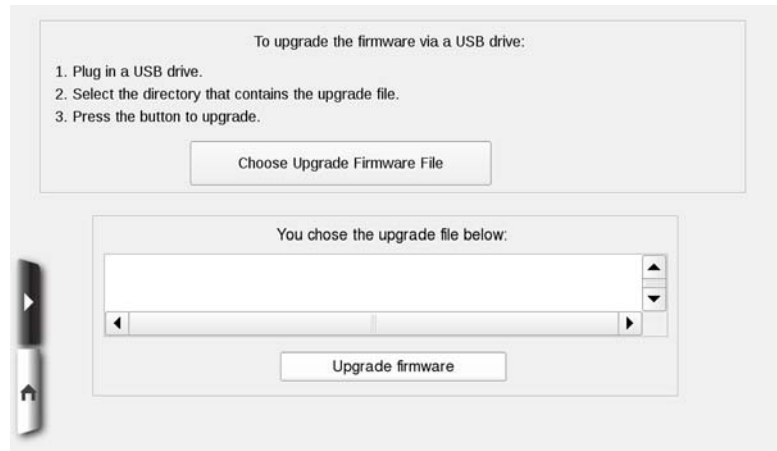 To upgrade the firmware via a USB drive:
1. Plug in a USB drive.
2. Select the directory that contains the upgrade file.
3. Press the button to upgrade.
Choose Upgrade Firmware File
You chose the upgrade file below:
Upgrade firmware